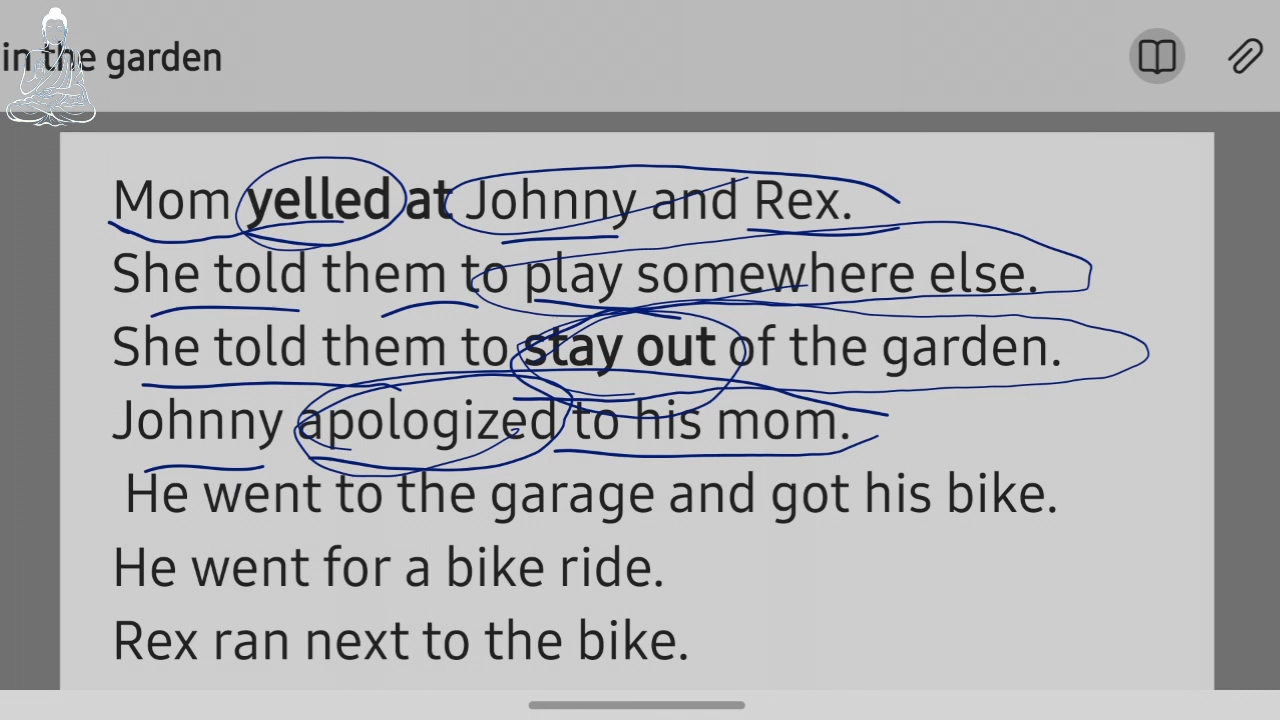 in the garden
Mom yelled at Johnny and Rex.
She told them to play somewhere else.
She told them to stay out of the garden.
Johnny apologized to his mom.
He went to the garage and got his bike.
He went for a bike ride.
Rex ran next to the bike.